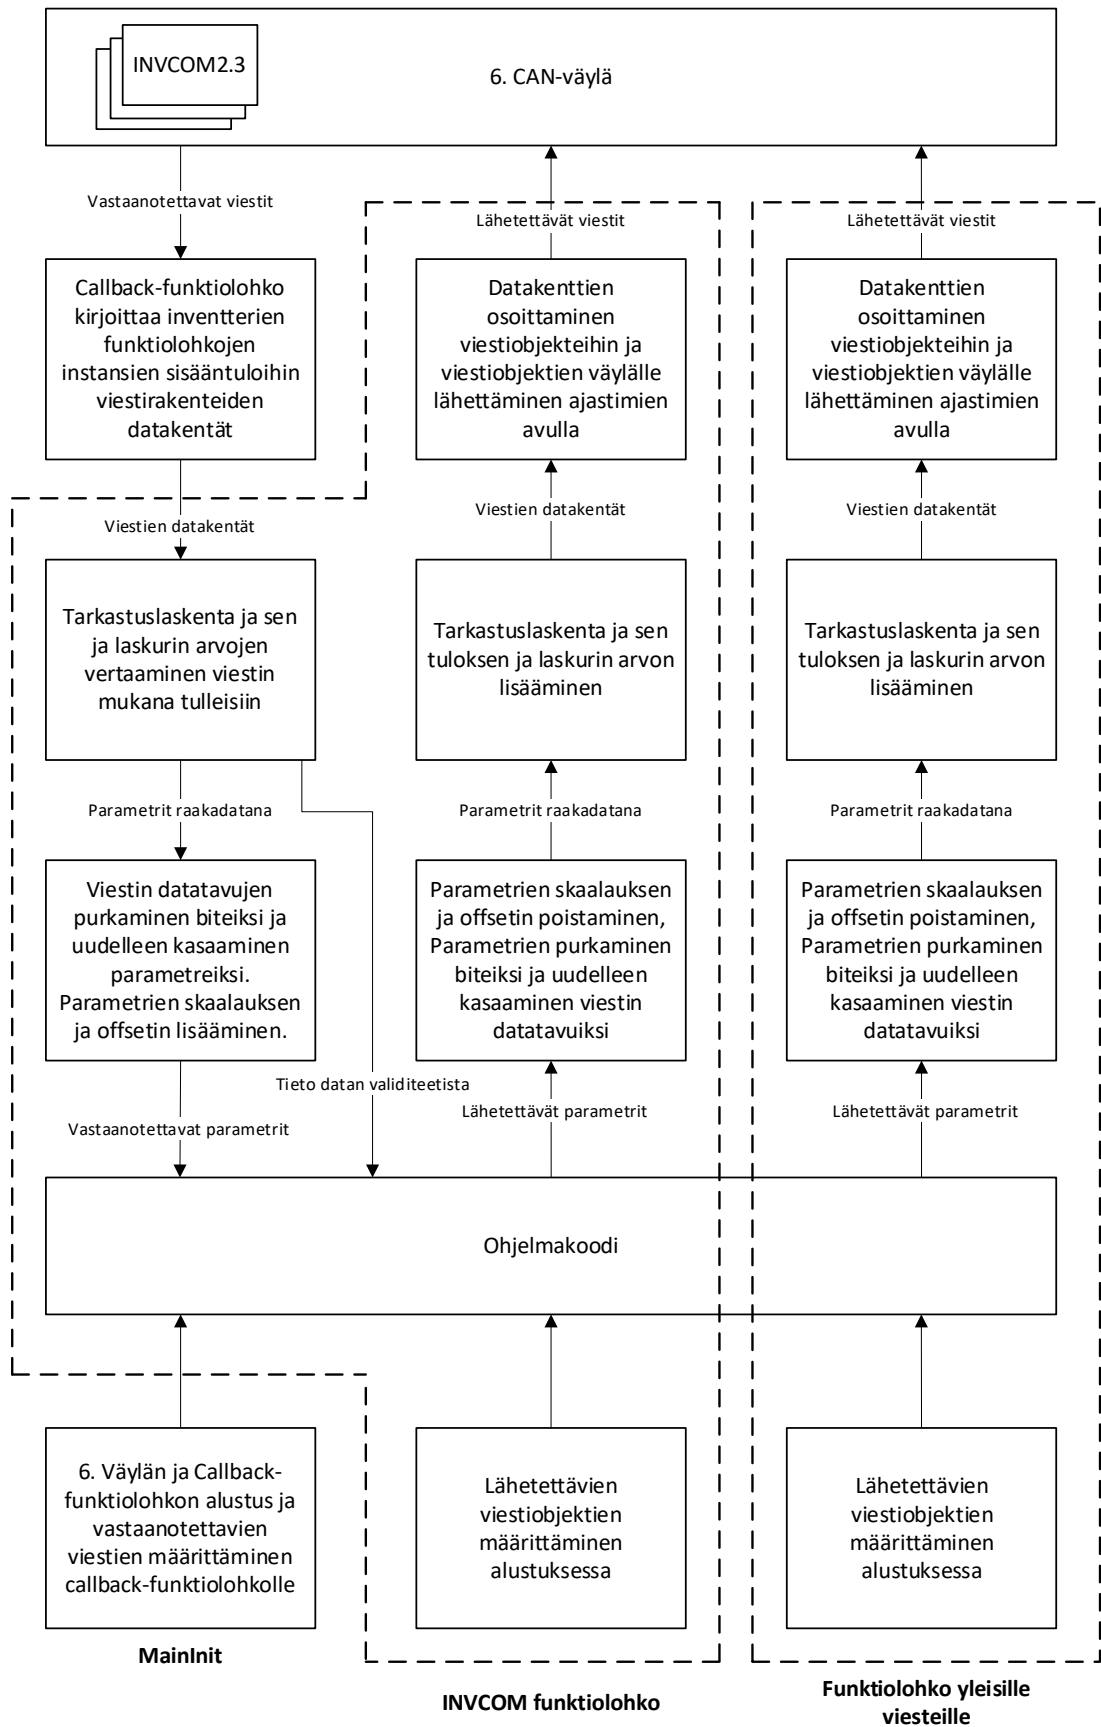 INVCOM2.3
6. CAN-väylä
Vastaanotettavat viestit
Lähetettävät viestit
Lähetettävät viestit
Callback-funktiolohko
kirjoittaa inventterien
funktiolohkojen
instansien sisääntuloihin
viestirakenteiden
datakentät
Datakenttien
osoittaminen
viestiobjekteihin ja
viestiobjektien väylälle
lähettäminen ajastimien
avulla
Datakenttien
osoittaminen
viestiobjekteihin ja
viestiobjektien väylälle
lähettäminen ajastimien
avulla
Viestien datakentät
Viestien datakentät
Viestien datakentät
Tarkastuslaskenta ja sen
ja laskurin arvojen
vertaaminen viestin
mukana tulleisiin
Tarkastuslaskenta ja sen
tuloksen ja laskurin arvon
lisääminen
Tarkastuslaskenta ja sen
tuloksen ja laskurin arvon
lisääminen
Parametrit raakadatana
Parametrit raakadatana
Parametrit raakadatana
Viestin datatavujen
purkaminen biteiksi ja
uudelleen kasaaminen
parametreiksi.
Parametrien skaalauksen
ja offsetin lisääminen.
Parametrien skaalauksen
ja offsetin poistaminen,
Parametrien purkaminen
biteiksi ja uudelleen
kasaaminen viestin
datatavuiksi
Parametrien skaalauksen
ja offsetin poistaminen,
Parametrien purkaminen
biteiksi ja uudelleen
kasaaminen viestin
datatavuiksi
Tieto datan validiteetista
Vastaanotettavat parametrit
Lähetettävät parametrit
Lähetettävät parametrit
Ohjelmakoodi
6. Väylän ja Callback-
funktiolohkon alustus ja
vastaanotettavien
viestien määrittäminen
callback-funktiolohkolle
Lähetettävien
viestiobjektien
määrittäminen
alustuksessa
Lähetettävien
viestiobjektien
määrittäminen
alustuksessa
MainInit
INVCOM funktiolohko
Funktiolohko yleisille
viesteille